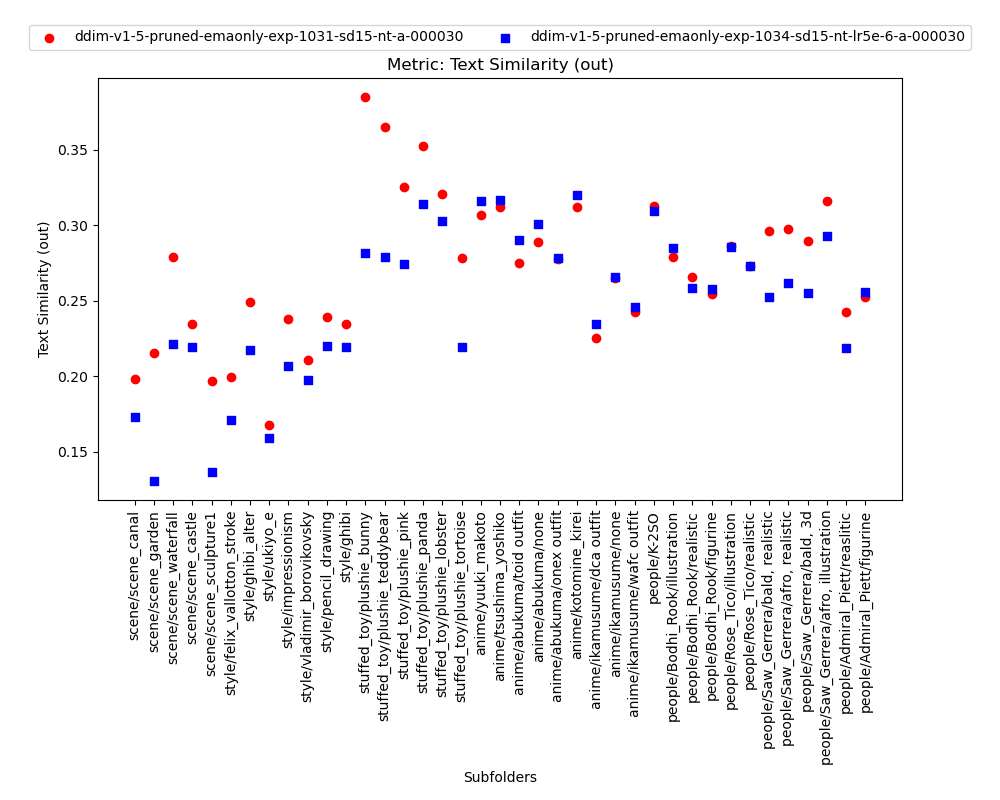 ddim-v1-5-pruned-emaonly-exp-1031-sd15-nt-a-000030
ddim-v1-5-pruned-emaonly-exp-1034-sd15-nt-lr5e-6-a-000030
Metric: Text Similarity (out)
Text Similarity (out)
0.35
0.30
0.25
0.20
0.15
scene/scene_canal
scene/scene_garden
scene/scene_waterfall
scene/scene_castle
scene/scene_sculpture1
style/felix_vallotton_stroke
style/ghibi_alter
style/ukiyo_e
style/impressionism
style/vladimir_borovikovsky
style/pencil_drawing
style/ghibi
stuffed_toy/plushie_bunny
stuffed_toy/plushie_teddybear
stuffed_toy/plushie_pink
stuffed_toy/plushie_panda
stuffed_toy/plushie_lobster
stuffed_toy/plushie_tortoise
anime/yuuki_makoto
anime/tsushima_yoshiko
anime/abukuma/toid outfit
anime/abukuma/none
anime/abukuma/onex outfit
anime/kotomine_kirei
anime/ikamusume/dca outfit
anime/ikamusume/none
anime/ikamusume/wafc outfit
people/K-2SO
people/Bodhi_Rook/illustration
people/Bodhi_Rook/realistic
people/Bodhi_Rook/figurine
people/Rose_Tico/illustration
people/Rose_Tico/realistic
people/Saw_Gerrera/bald, realistic
people/Saw_Gerrera/afro, realistic
people/Saw_Gerrera/bald, 3d
people/Saw_Gerrera/afro, illustration
people/Admiral_Piett/reaslitic
people/Admiral_Piett/figurine
Subfolders